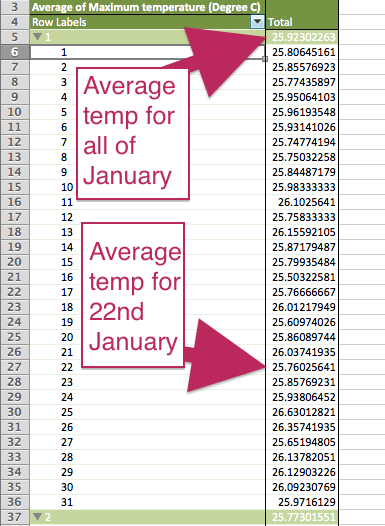 3 Average of Maximum temperature (Degree C)
4 Row Labels Total
5 1 25.92302263
6 1 25.80645161
7 2 25.85576923
8 3 25.77435897
9 4 25.95064103
10 5 25.96193548
11 6 25.93141026
12 7 25.74774194
13 8 25.75032258
14 9 25.84487179
15 10 25.98333333
16 11 26.1025641
17 12 25.75833333
18 13 26.15592105
19 14 25.87179487
20 15 25.79935484
21 16 25.50322581
22 17 25.76666667
23 18 26.01217949
24 19 25.60974026
25 20 25.86089744
26 21 26.03741935
27 22 25.76025641
28 23 25.85769231
29 24 25.93806452
30 25 26.63012821
31 26 26.35741935
32 27 25.65194805
33 28 26.13782051
34 29 26.12903226
35 30 26.09230769
36 31 25.9716129
37 2 25.77301551
Average
temp for
all of
January
Average
temp for
22nd
January